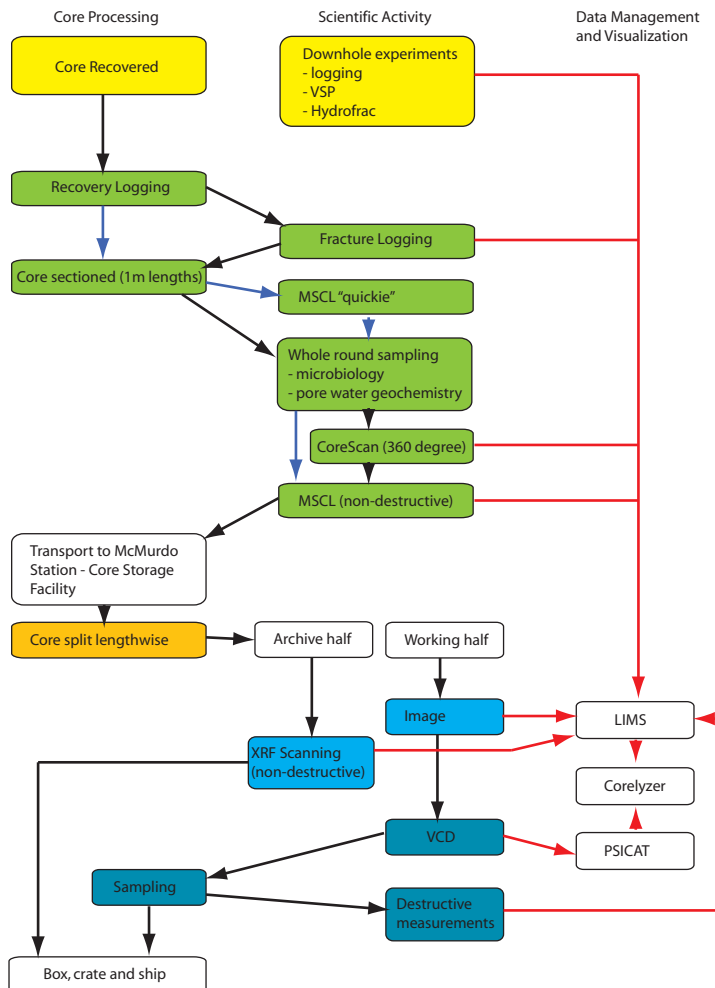 Core Processing
Scientific Activity
Data Management
and Visualization
Core Recovered
Downhole experiments
- logging
- VSP
- Hydrofrac
Recovery Logging
Fracture Logging
Core sectioned (1m lengths)
MSCL “quickie”
Whole round sampling
- microbiology
- pore water geochemistry
CoreScan (360 degree)
MSCL (non-destructive)
Transport to McMurdo
Station - Core Storage
Facility
Core split lengthwise
Archive half
Working half
Image
LIMS
XRF Scanning
(non-destructive)
Corelyzer
VCD
PSICAT
Sampling
Destructive
measurements
Box, crate and ship